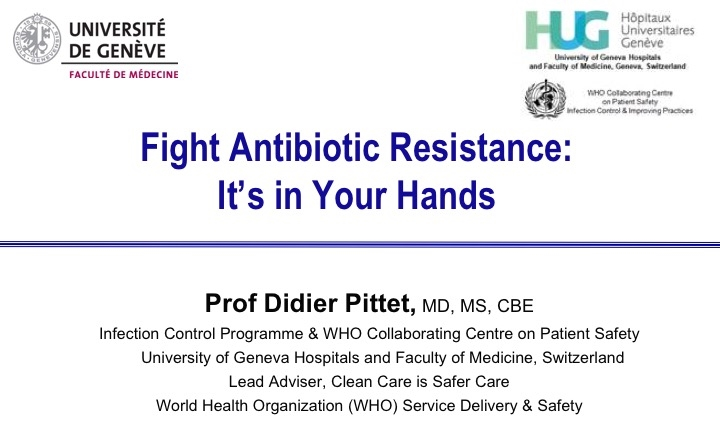 UNIVERSITÉ
DE GENÈVE
FACULTÉ DE MÉDECINE
HUG
Hôpitaux
Universitaires
Genève
University of Geneva Hospitals
and Faculty of Medicine, Geneva, Switzerland
WHO Collaborating Centre
on Patient Safety
Infection Control & Improving Practices
Fight Antibiotic Resistance:
It’s in Your Hands
Prof Didier Pittet, MD, MS, CBE
Infection Control Programme & WHO Collaborating Centre on Patient Safety
University of Geneva Hospitals and Faculty of Medicine, Switzerland
Lead Adviser, Clean Care is Safer Care
World Health Organization (WHO) Service Delivery & Safety